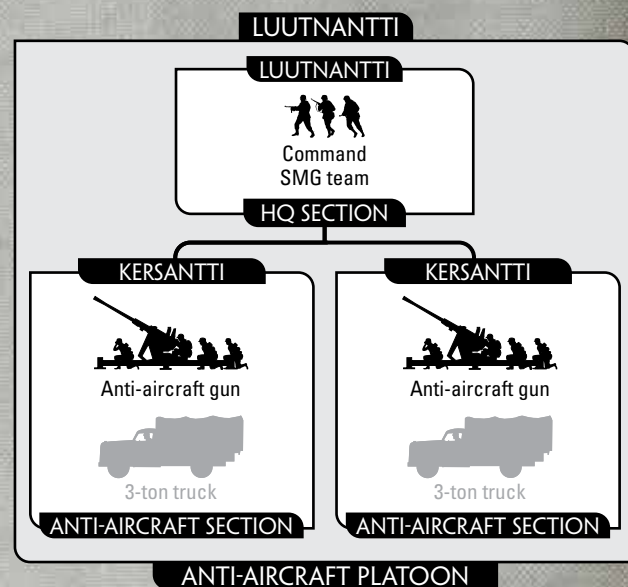 LUUTNANTTI
LUUTNANTTI
Command
SMG team
HQ SECTION
KERSANTTI
Anti-aircraft gun
3-ton truck
ANTI-AIRCRAFT SECTION
KERSANTTI
Anti-aircraft gun
3-ton truck
ANTI-AIRCRAFT SECTION
ANTI-AIRCRAFT PLATOON